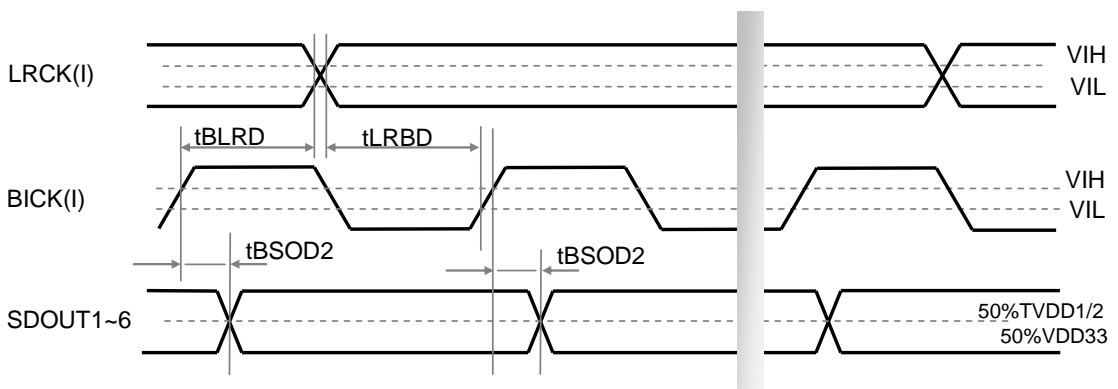 LRCK(I)
VIH
VIL
tBLRD
tLRBD
BICK(I)
VIH
VIL
tBSOD2
tBSOD2
SDOUT1~6
50%TVDD1/2
50%VDD33